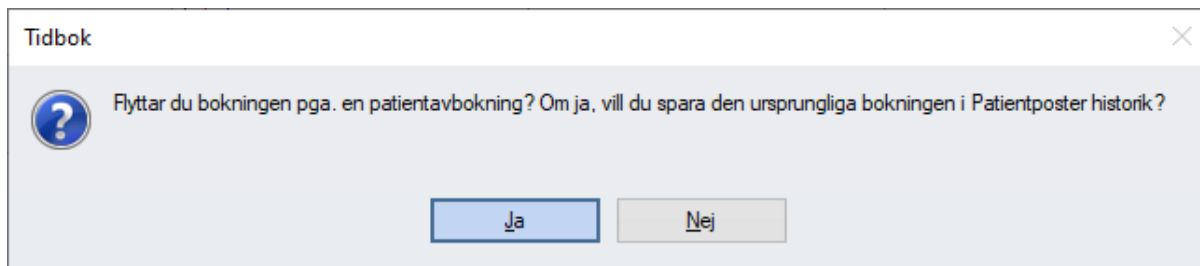 Tidbok
Flyttar du bokningen pga. en patientavbokning? Om ja, vill du spara den ursprungliga bokningen i Patientposter historik?
Ja
Nej